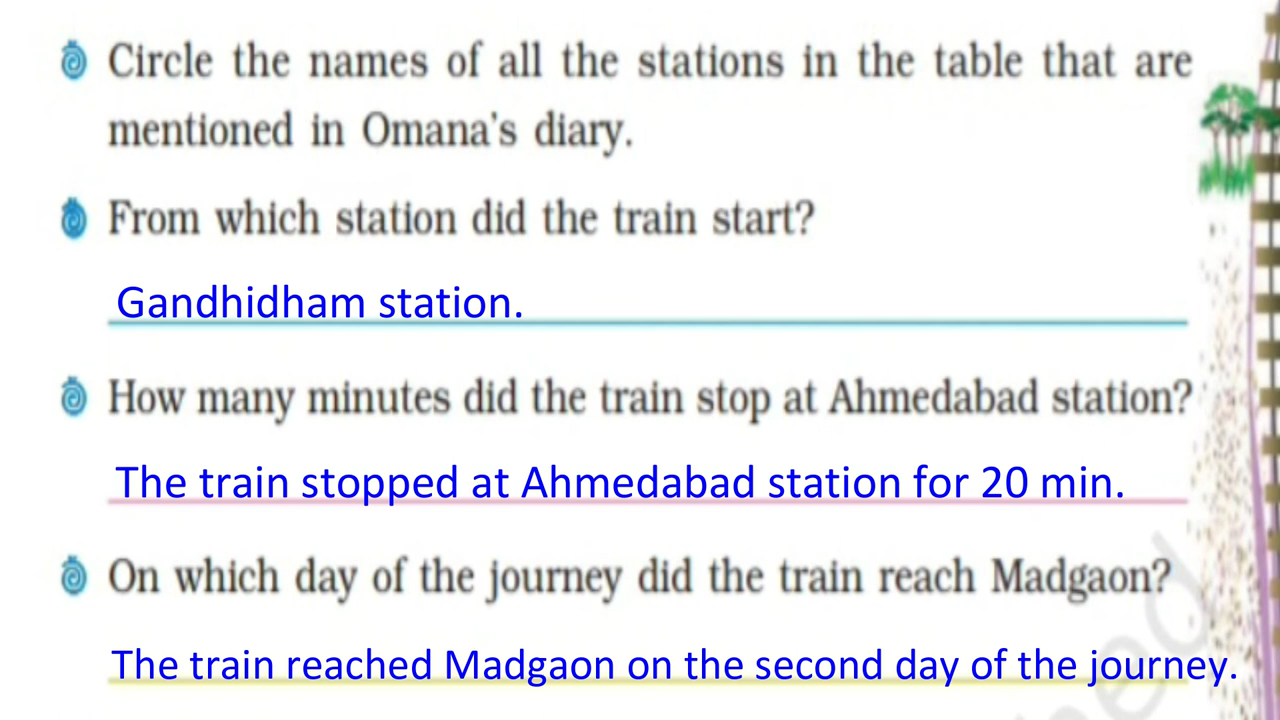 Circle the names of all the stations in the table that are
mentioned in Omana's diary.
From which station did the train start?
Gandhidham station.
How many minutes did the train stop at Ahmedabad station?
The train stopped at Ahmedabad station for 20 min.
On which day of the journey did the train reach Madgaon?
The train reached Madgaon on the second day of the journey.